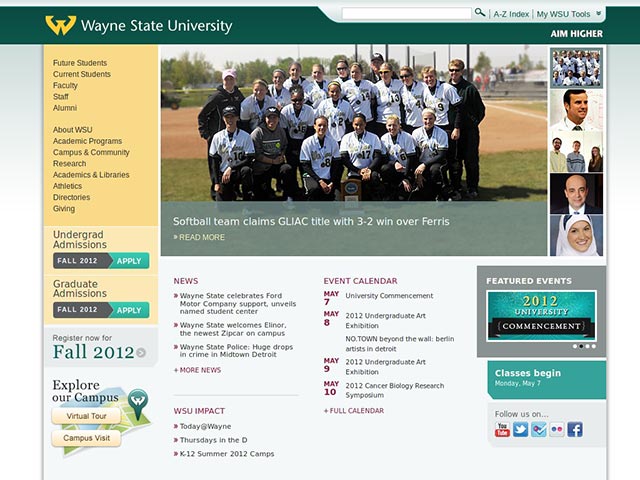 Wayne State University
A-Z Index
My WSU Tools
AIM HIGHER
Future Students
Current Students
Faculty
Staff
Alumni
About WSU
Academic Programs
Campus & Community
Research
Academics & Libraries
Athletics
Directories
Giving
Undergrad
Admissions
FALL 2012 APPLY
Graduate
Admissions
FALL 2012 APPLY
Register now for
Fall 2012
Explore
our Campus
Virtual Tour
Campus Visit
Softball team claims GLIAC title with 3-2 win over Ferris
» READ MORE
NEWS
» Wayne State celebrates Ford
Motor Company support, unveils
named student center
» Wayne State welcomes Elinor,
the newest Zipcar on campus
» Wayne State Police: Huge drops
in crime in Midtown Detroit
+ MORE NEWS
WSU IMPACT
» Today@Wayne
» Thursdays in the D
» K-12 Summer 2012 Camps
EVENT CALENDAR
MAY
7
University Commencement
MAY
8
2012 Undergraduate Art
Exhibition
NO.TOWN beyond the wall: berlin
artists in detroit
MAY
9
2012 Undergraduate Art
Exhibition
MAY
10
2012 Cancer Biology Research
Symposium
+ FULL CALENDAR
FEATURED EVENTS
2012
UNIVERSITY
COMMENCEMENT
Classes begin
Monday, May 7
Follow us on...
You
Tube